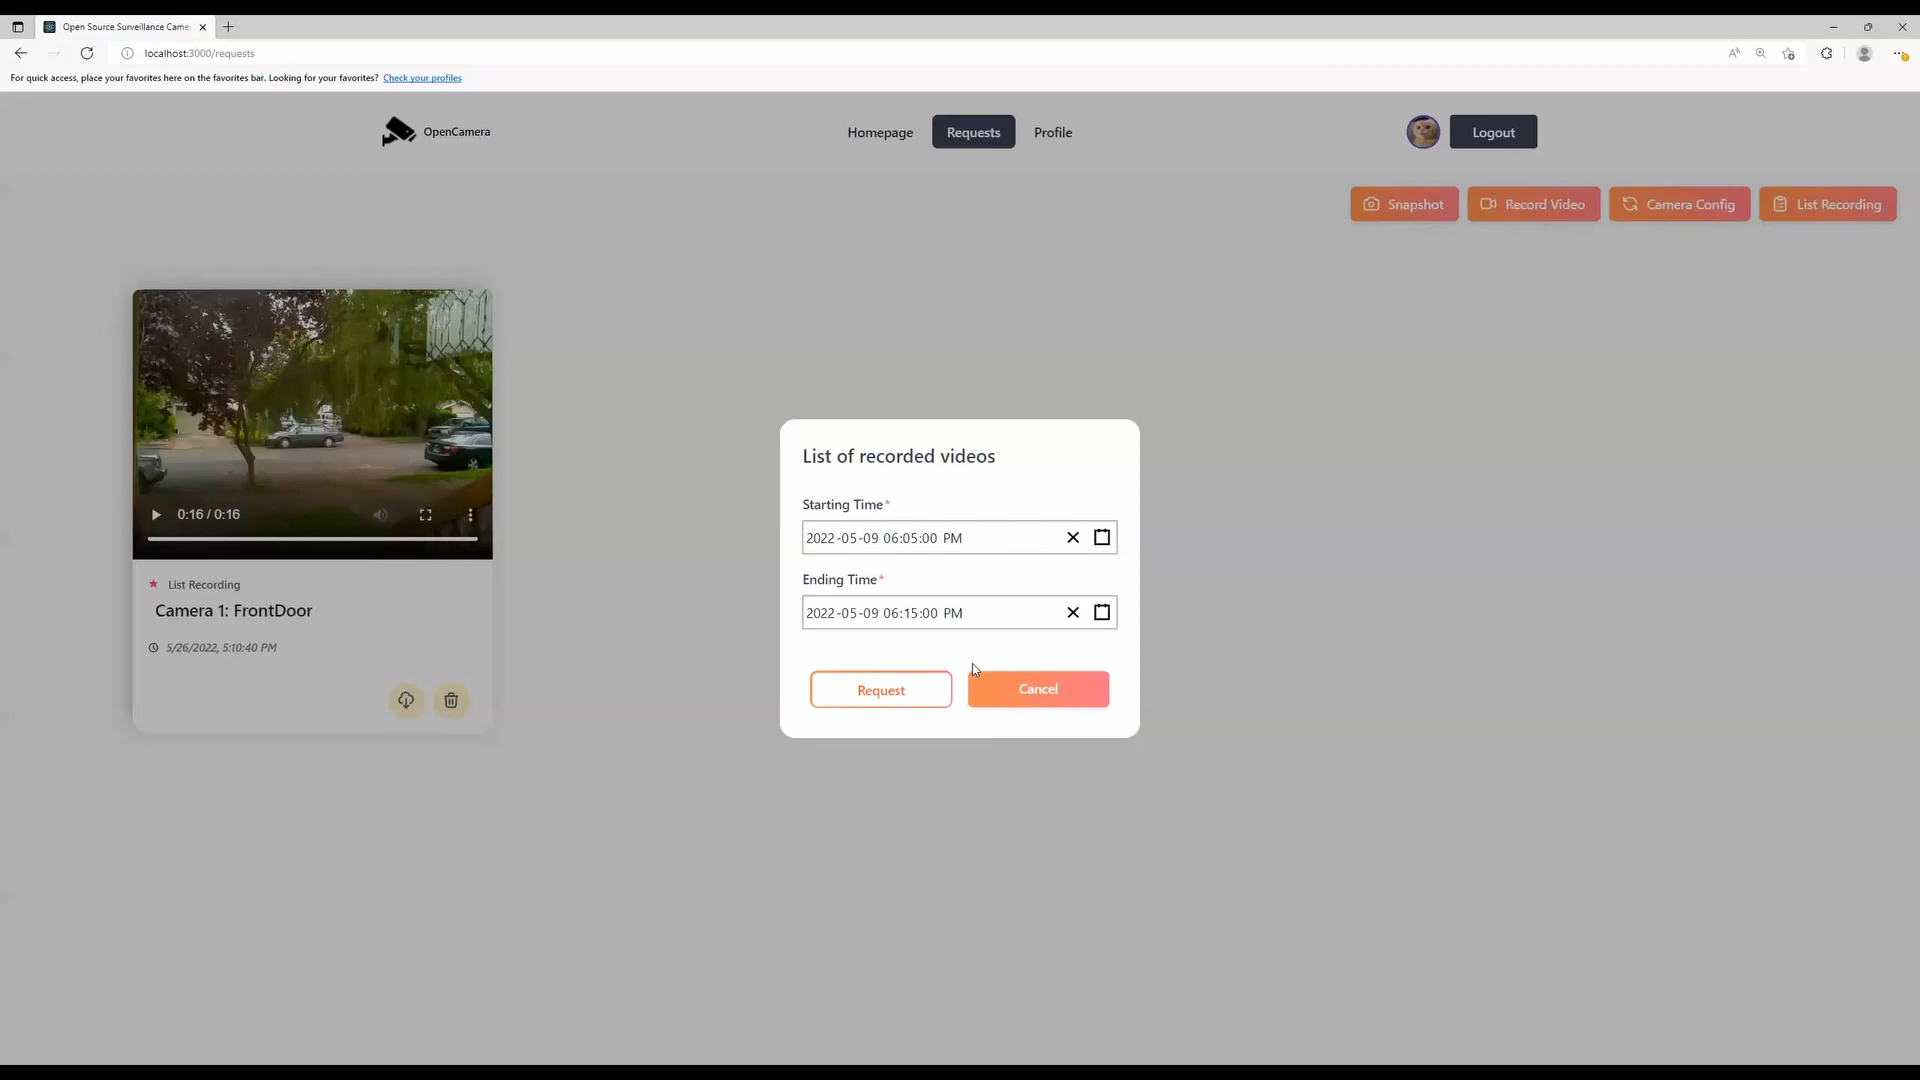 Open Source Surveillance Came
localhost:3000/requests
For quick access, place your favorites here on the favorites bar. Looking for your favorites? Check your profiles
OpenCamera
Homepage
Requests
Profile
Logout
Snapshot
Record Video
Camera Config
List Recording
0:16 / 0:16
* List Recording
Camera 1: FrontDoor
5/26/2022, 5:10:40 PM
List of recorded videos
Starting Time*
2022-05-09 06:05:00 PM
Ending Time*
2022-05-09 06:15:00 PM
Request
Cancel